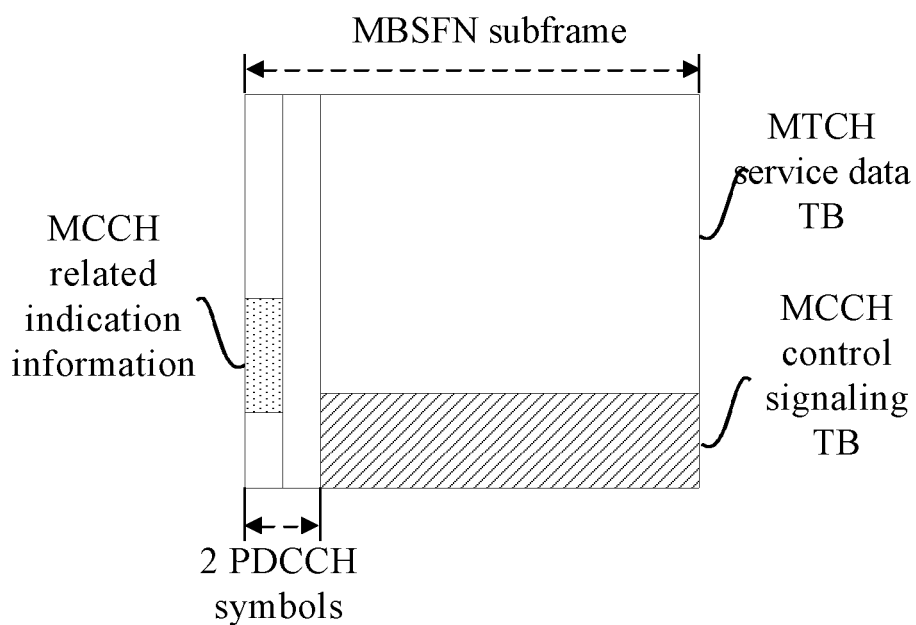 MBSFN subframe
MTCH
service data
TB
MCCH
related
indication
information
MCCH
control
signaling
TB
2 PDCCH
symbols